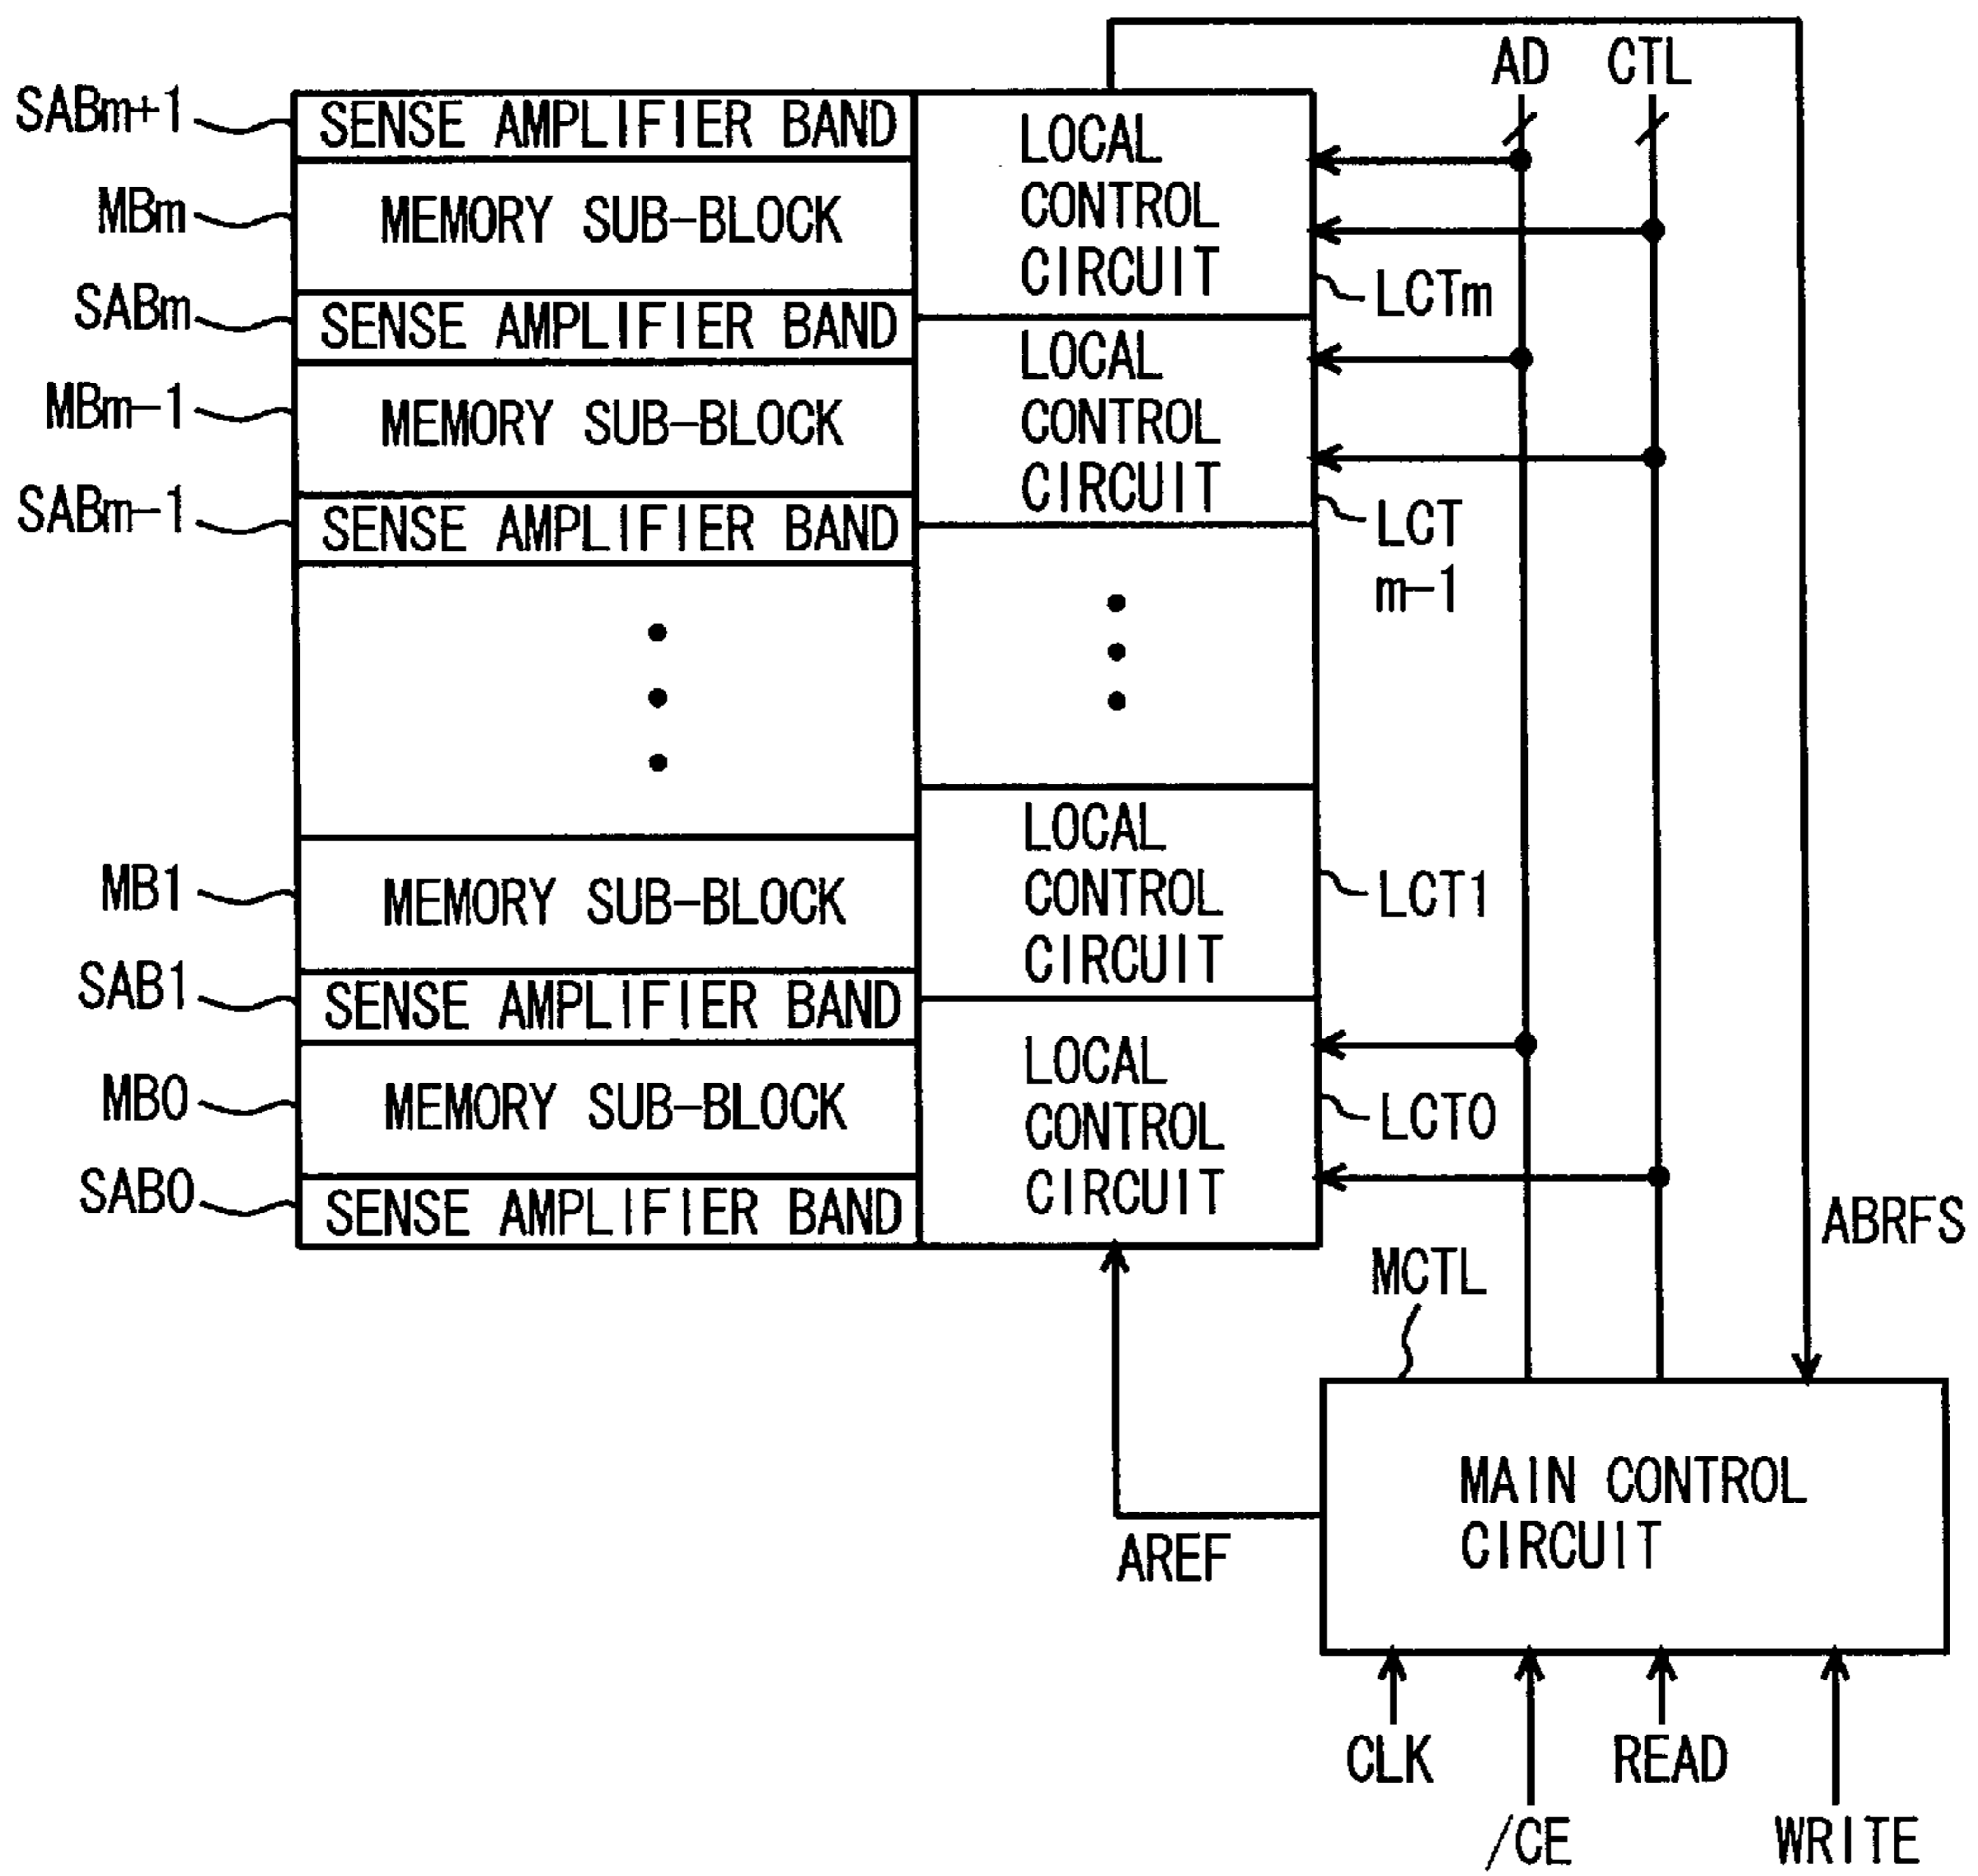 AD CTL
SABm+1 SENSE AMPLIFIER BAND
LOCAL
CONTROL
CIRCUIT
MBm MEMORY SUB-BLOCK
LCTm
SABm SENSE AMPLIFIER BAND
LOCAL
CONTROL
CIRCUIT
MBm-1 MEMORY SUB-BLOCK
LCT
m-1
SABm-1 SENSE AMPLIFIER BAND
LOCAL
CONTROL
CIRCUIT
MB1 MEMORY SUB-BLOCK
LCT1
SAB1 SENSE AMPLIFIER BAND
LOCAL
CONTROL
CIRCUIT
MB0 MEMORY SUB-BLOCK
LCT0
SAB0 SENSE AMPLIFIER BAND
ABRFS
MCTL
MAIN CONTROL
CIRCUIT
AREF
CLK
READ
/CE
WRITE